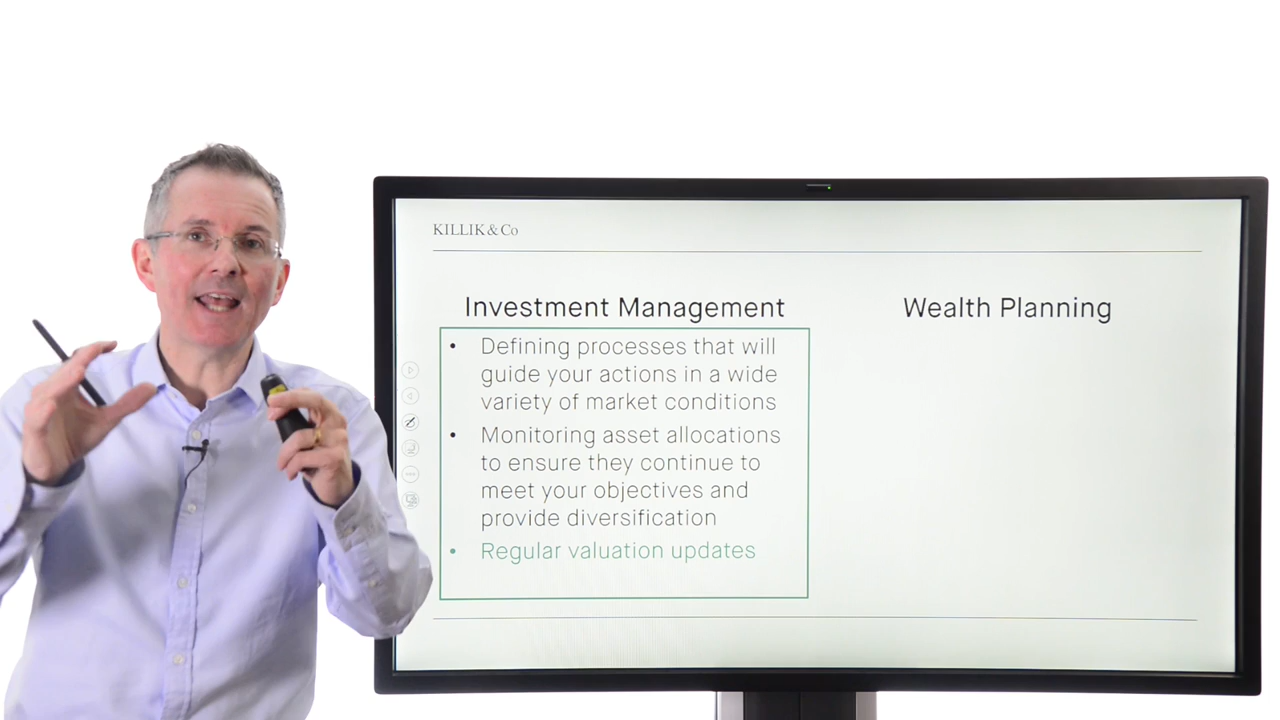 KILLIK & Co
Investment Management
Wealth Planning
• Defining processes that will
guide your actions in a wide
variety of market conditions
• Monitoring asset allocations
to ensure they continue to
meet your objectives and
provide diversification
• Regular valuation updates